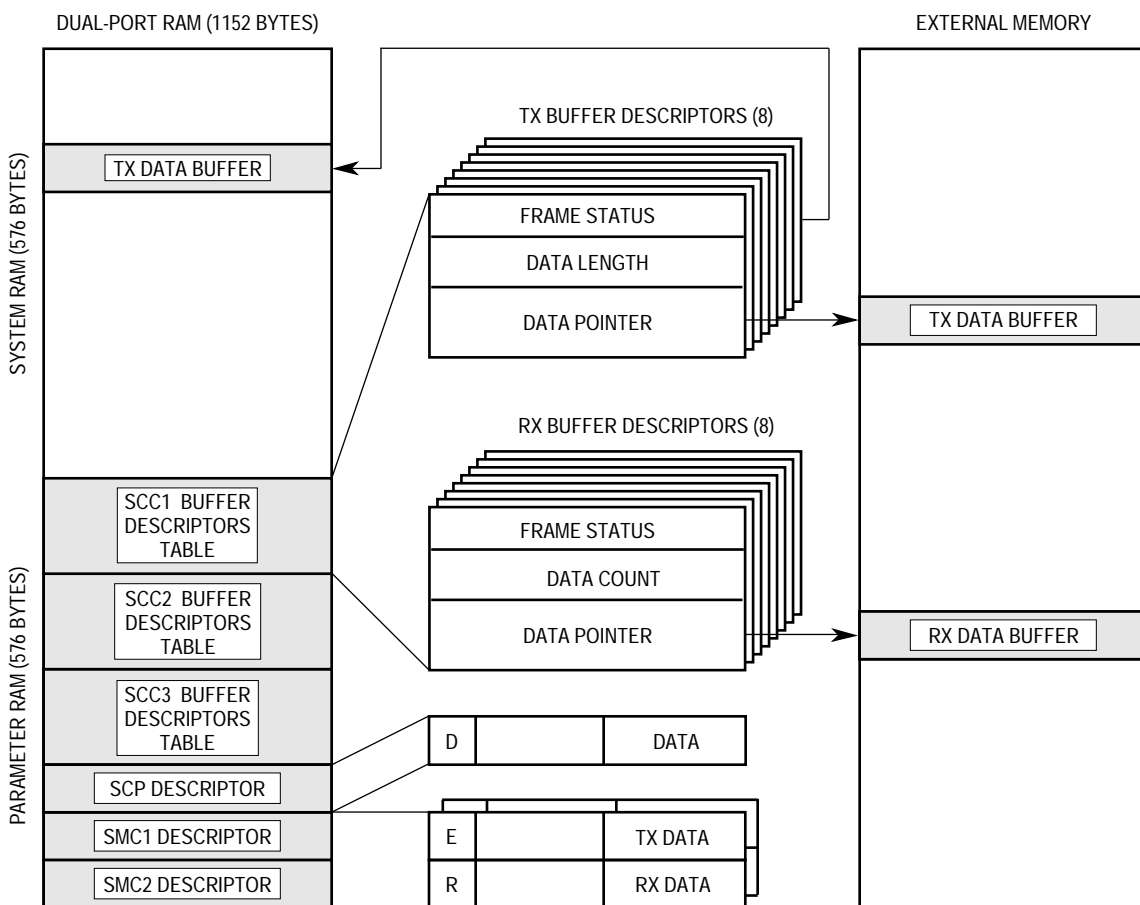 DUAL-PORT RAM (1152 BYTES)
EXTERNAL MEMORY
SYSTEM RAM (576 BYTES)
PARAMETER RAM (576 BYTES)
TX DATA BUFFER
SCC1 BUFFER
DESCRIPTORS
TABLE
SCC2 BUFFER
DESCRIPTORS
TABLE
SCC3 BUFFER
DESCRIPTORS
TABLE
SCP DESCRIPTOR
SMC1 DESCRIPTOR
SMC2 DESCRIPTOR
TX BUFFER DESCRIPTORS (8)
FRAME STATUS
DATA LENGTH
DATA POINTER
RX BUFFER DESCRIPTORS (8)
FRAME STATUS
DATA COUNT
DATA POINTER
D DATA
E TX DATA
R RX DATA
TX DATA BUFFER
RX DATA BUFFER